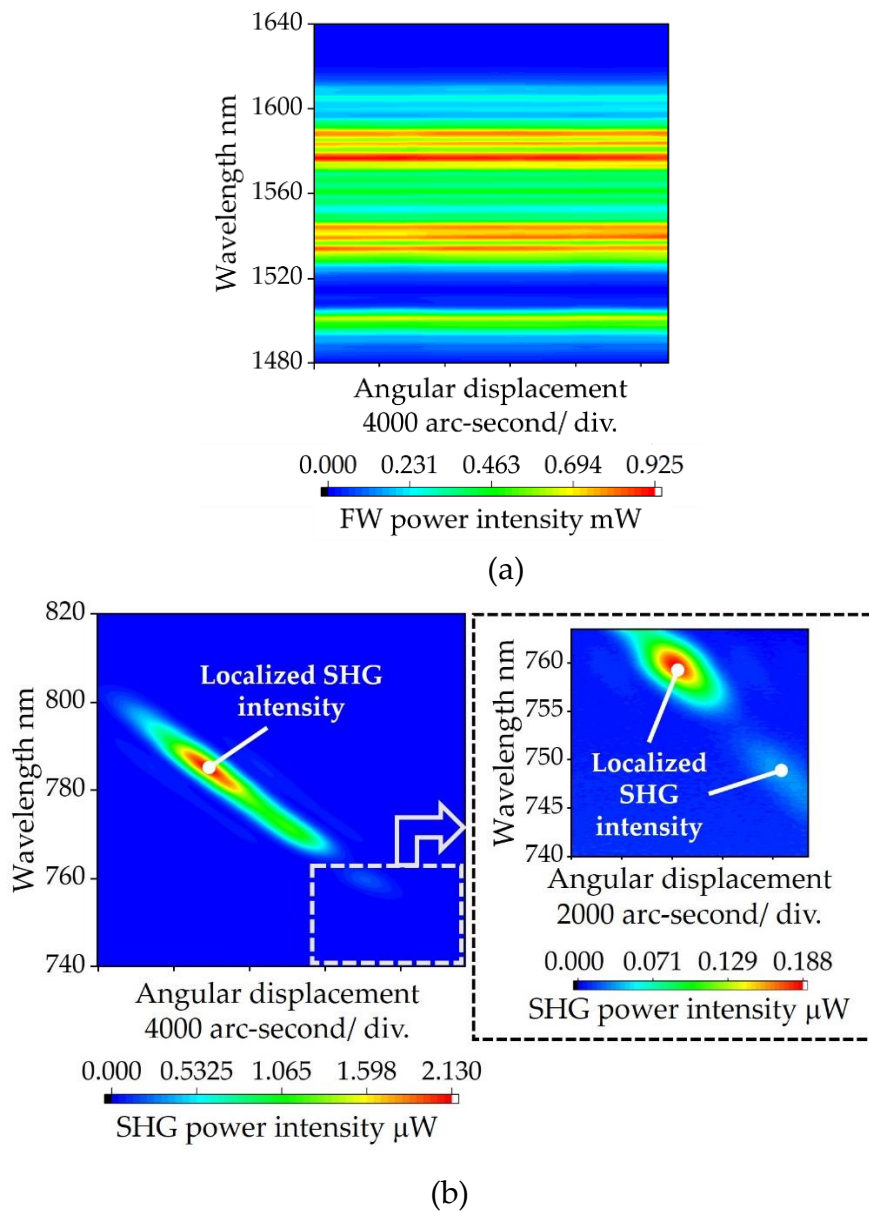 1640
1600
1560
1520
1480
Wavelength nm
Angular displacement
4000 arc-second/ div.
0.000 0.231 0.463 0.694 0.925
FW power intensity mW
(a)
820
800
780
760
740
Wavelength nm
Localized SHG
intensity
Angular displacement
4000 arc-second/ div.
0.000 0.5325 1.065 1.598 2.130
SHG power intensity μW
760
755
750
745
740
Wavelength nm
Localized
SHG
intensity
Angular displacement
2000 arc-second/ div.
0.000 0.071 0.129 0.188
SHG power intensity μW
(b)